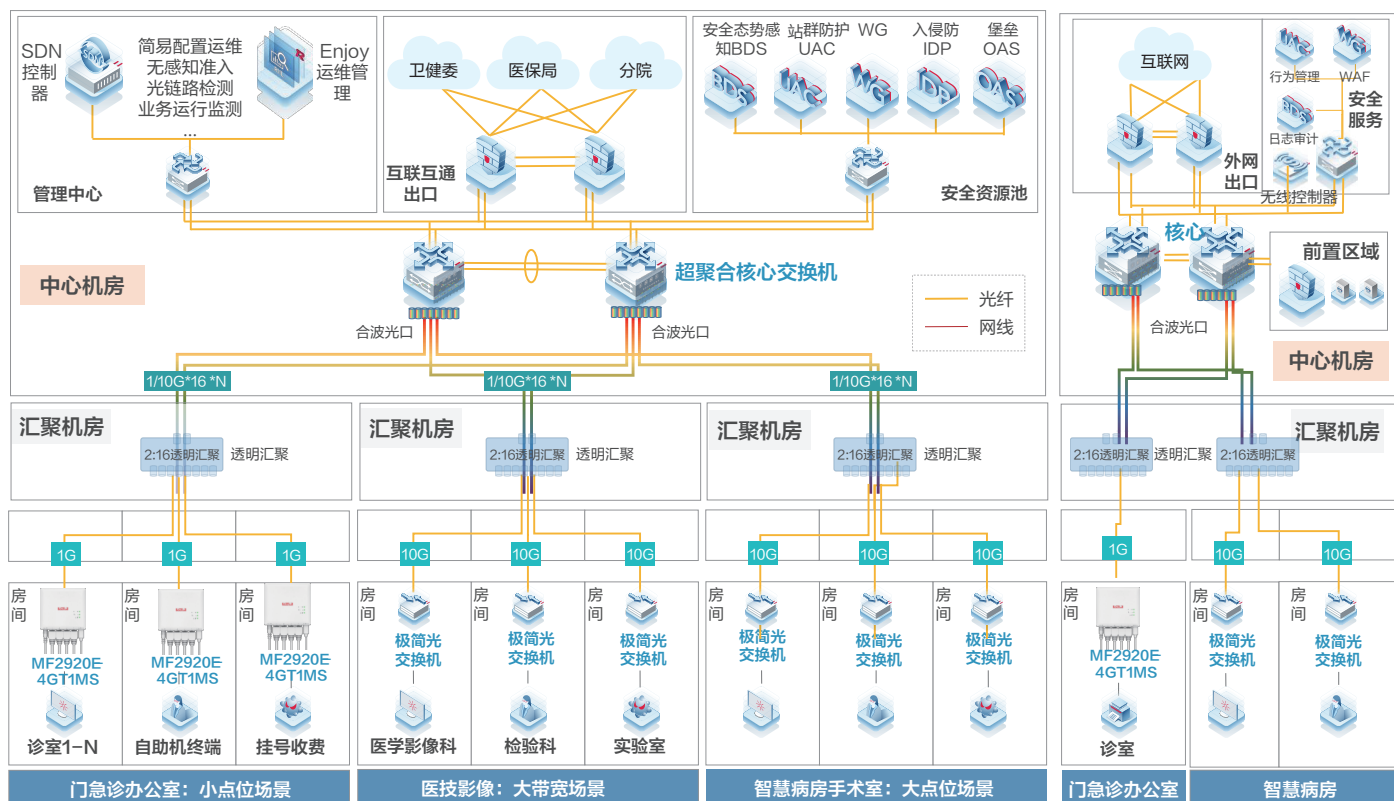 SDN
控制
器
简易配置运维
无感知准入
光链路检测
业务运行监测
...
Enjoy
运维管
理
管理中心
卫健委
医保局
分院
互联互通
出口
安全态势感
知BDS
站群防护
UAC
WG
入侵防
IDP
堡垒
OAS
BDS
UAC
WG
IDP
OAS
安全资源池
中心机房
超聚合核心交换机
合波光口
合波光口
光纤
网线
1/10G*16 *N
1/10G*16 *N
1/10G*16 *N
互联网
外网
出口
UAC
WG
行为管理
WAF
BDS
安全
服务
日志审计
无线控制器
核心
前置区域
合波光口
中心机房
汇聚机房
2:16透明汇聚
透明汇聚
汇聚机房
2:16透明汇聚
透明汇聚
汇聚机房
2:16透明汇聚
透明汇聚
汇聚机房
2:16透明汇聚
透明汇聚
2:16透明汇聚
1G
1G
1G
10G
10G
10G
10G
10G
10G
1G
10G
10G
房
间
MF2920E-
4GT1MS
诊室1-N
房
间
MF2920E-
4GT1MS
自助机终端
房
间
MF2920E-
4GT1MS
挂号收费
房
间
极简光
交换机
医学影像科
房
间
极简光
交换机
检验科
房
间
极简光
交换机
实验室
房
间
极简光
交换机
房
间
极简光
交换机
房
间
极简光
交换机
房
间
MF2920E-
4GT1MS
诊室
房
间
极简光
交换机
房
间
极简光
交换机
门急诊办公室：小点位场景
医技影像：大带宽场景
智慧病房手术室：大点位场景
门急诊办公室
智慧病房